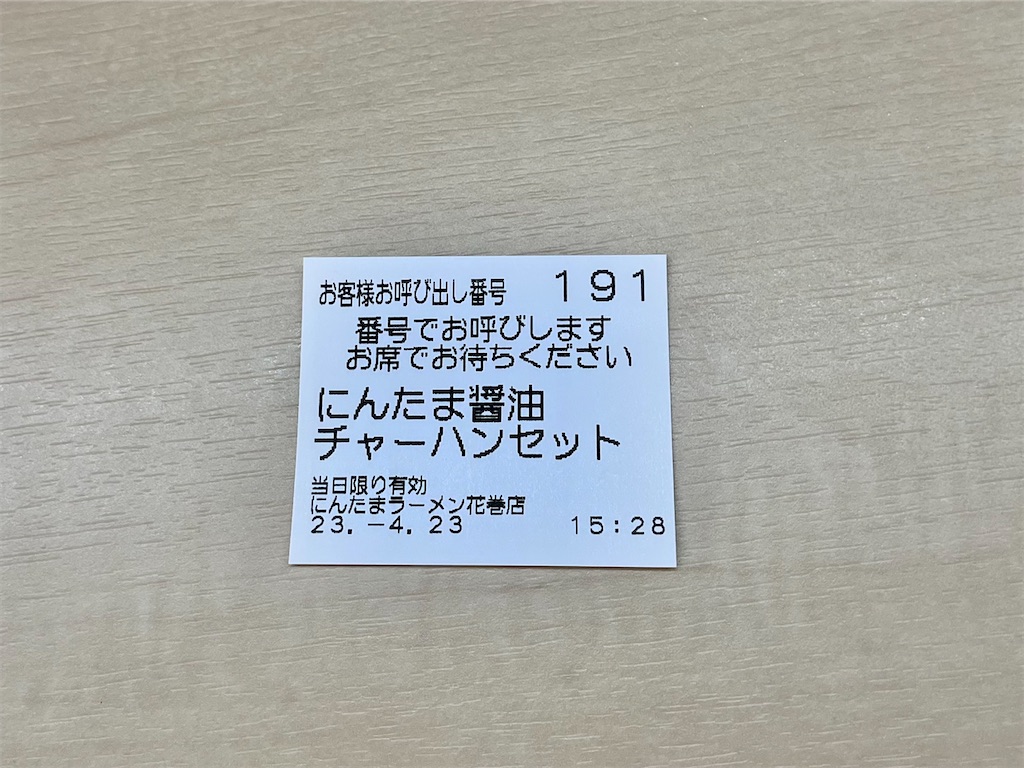 お客様お呼び出し番号 191
番号でお呼びします
お席でお待ちください
にんたま醤油
チャーハンセット
当日限り有効
にんたまラーメン花巻店
23.-4.23 15:28